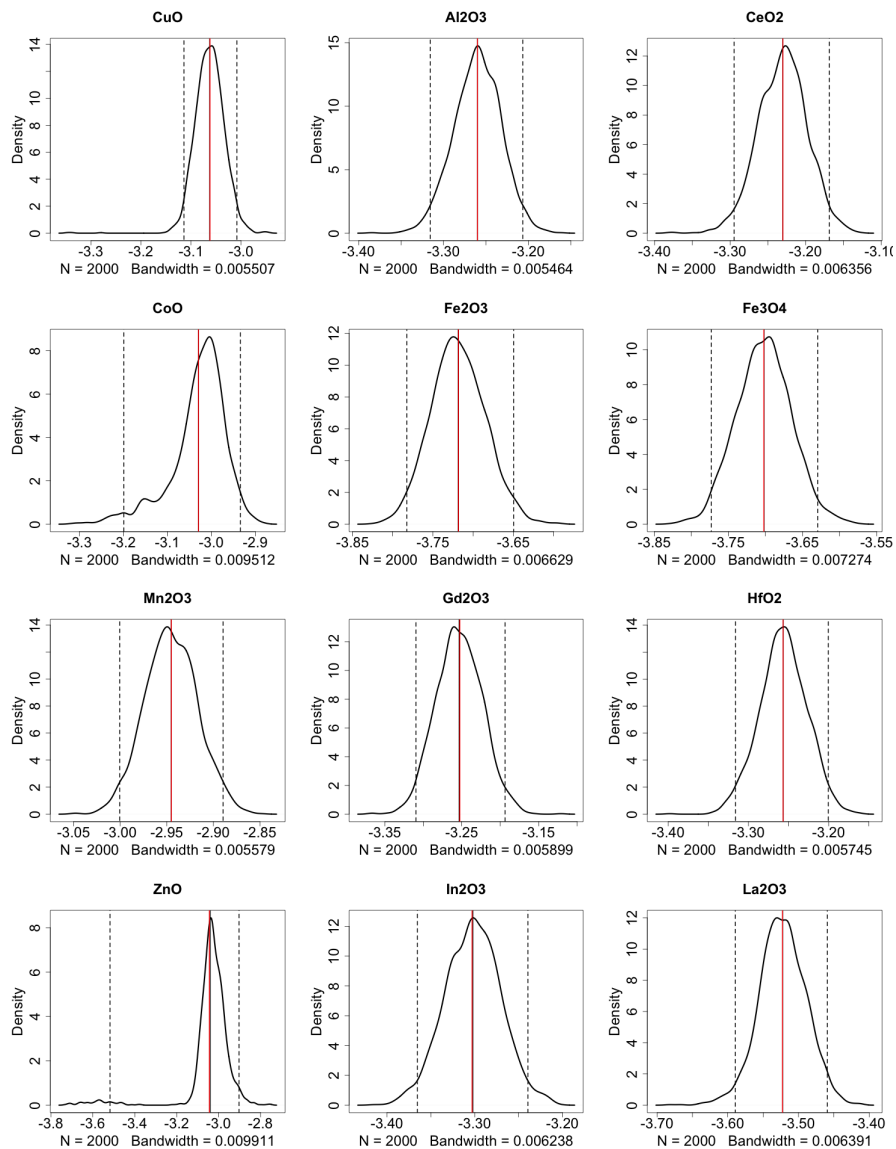 CuO Al2O3 CeO2
14 10 8 6 4 2 0
15 10 5 0
12 10 8 6 4 2 0
Density Density Density
-3.3 -3.2 -3.1 -3.0
-3.40 -3.30 -3.20
-3.40 -3.30 -3.20 -3.10
N = 2000 Bandwidth = 0.005507
N = 2000 Bandwidth = 0.005464
N = 2000 Bandwidth = 0.006356
CoO Fe2O3 Fe3O4
8 6 4 2 0
12 10 8 6 4 2 0
10 8 6 4 2 0
Density Density Density
-3.3 -3.2 -3.1 -3.0 -2.9
-3.85 -3.75 -3.65
-3.85 -3.75 -3.65 -3.55
N = 2000 Bandwidth = 0.009512
N = 2000 Bandwidth = 0.006629
N = 2000 Bandwidth = 0.007274
Mn2O3 Gd2O3 HfO2
14 10 8 6 4 2 0
12 10 8 6 4 2 0
14 10 8 6 4 2 0
Density Density Density
-3.05 -3.00 -2.95 -2.90 -2.85
-3.35 -3.25 -3.15
-3.40 -3.30 -3.20
N = 2000 Bandwidth = 0.005579
N = 2000 Bandwidth = 0.005899
N = 2000 Bandwidth = 0.005745
ZnO In2O3 La2O3
8 6 4 2 0
12 10 8 6 4 2 0
12 10 8 6 4 2 0
Density Density Density
-3.8 -3.6 -3.4 -3.2 -3.0 -2.8
-3.40 -3.30 -3.20
-3.70 -3.60 -3.50 -3.40
N = 2000 Bandwidth = 0.009911
N = 2000 Bandwidth = 0.006238
N = 2000 Bandwidth = 0.006391